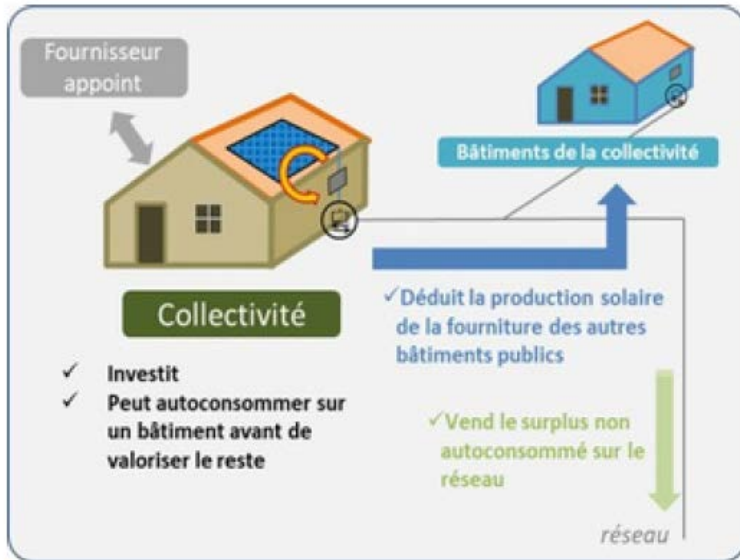 Fournisseur
appoint
Bâtiments de la collectivité
Collectivité
✓ Investit
✓ Peut autoconsommer sur
un bâtiment avant de
valoriser le reste
✓Déduit la production solaire
de la fourniture des autres
bâtiments publics
✓Vend le surplus non
autoconsommé sur le
réseau
réseau